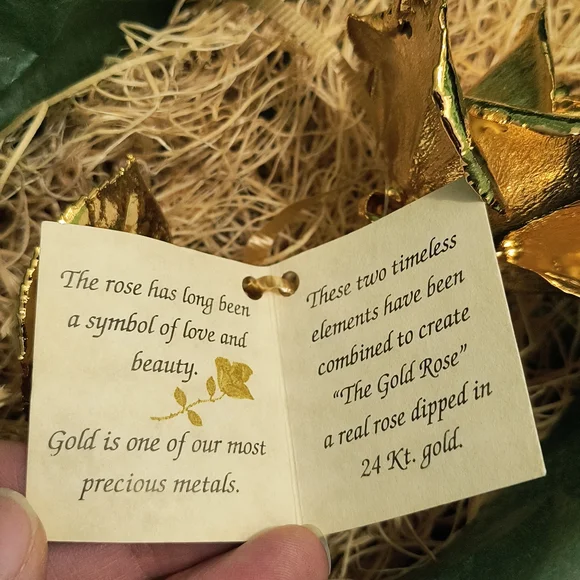 The rose has long been
a symbol of love and
beauty.
Gold is one of our most
precious metals.
These two timeless
elements have been
combined to create
“The Gold Rose”
a real rose dipped in
24 Kt. gold.